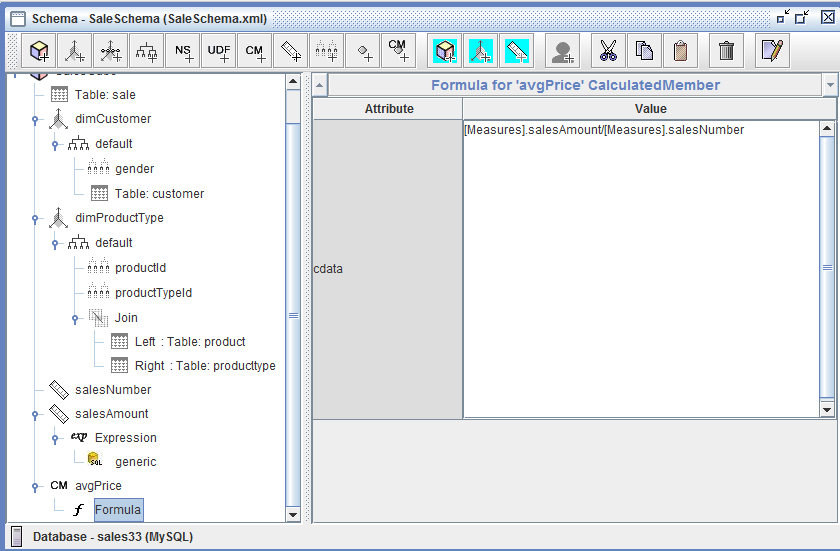 Schema - SaleSchema (SaleSchema.xml)
NS UDF CM CM
Table: sale
dimCustomer
default
gender
Table: customer
dimProductType
default
productId
productTypeId
Join
Left : Table: product
Right : Table: producttype
salesNumber
salesAmount
exp Expression
SQL generic
CM avgPrice
f Formula
Formula for 'avgPrice' CalculatedMember
Attribute Value
cdata [Measures].salesAmount/[Measures].salesNumber
Database - sales33 (MySQL)